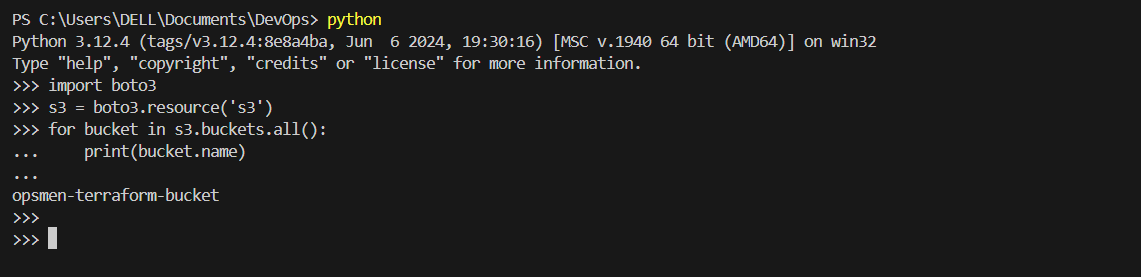 PS C:\Users\DELL\Documents\DevOps> python
Python 3.12.4 (tags/v3.12.4:8e8a4ba, Jun  6 2024, 19:30:16) [MSC v.1940 64 bit (AMD64)] on win32
Type "help", "copyright", "credits" or "license" for more information.
>>> import boto3
>>> s3 = boto3.resource('s3')
>>> for bucket in s3.buckets.all():
...     print(bucket.name)
...
opsmen-terraform-bucket
>>>
>>>